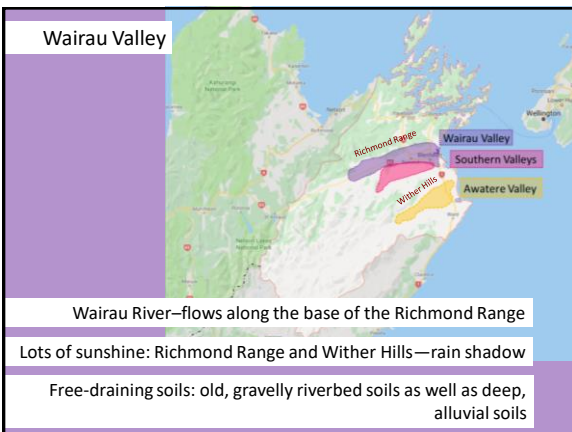 Wairau Valley
Wellington
Richmond Range
Wairau Valley
Southern Valleys
Wither Hills
Awatere Valley
Wairau River–flows along the base of the Richmond Range
Lots of sunshine: Richmond Range and Wither Hills—rain shadow
Free-draining soils: old, gravelly riverbed soils as well as deep,
alluvial soils